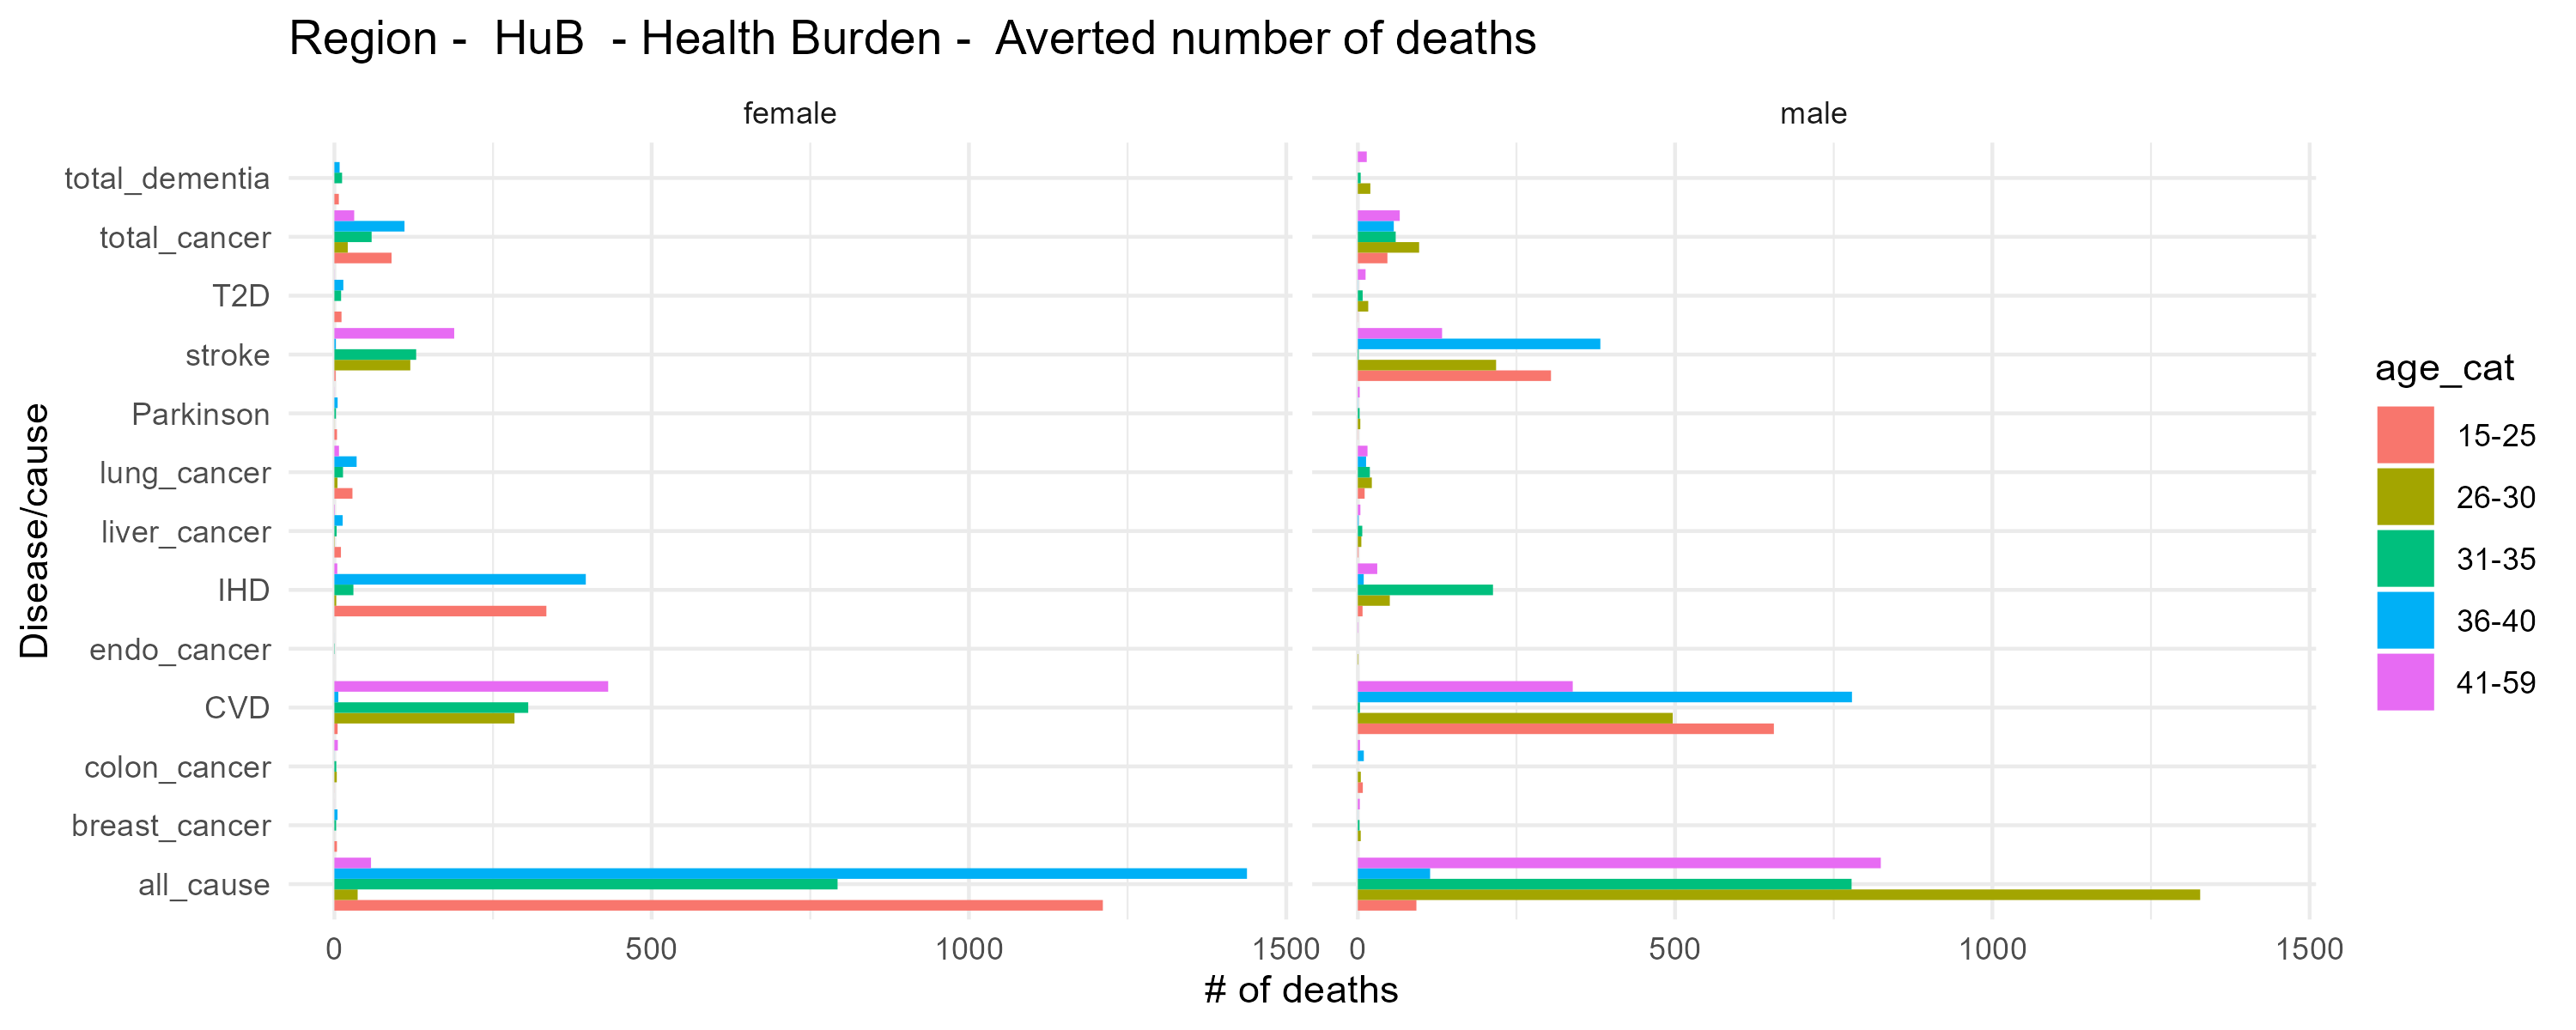 Region -  HuB  - Health Burden -  Averted number of deaths
female
male
Disease/cause
total_dementia
total_cancer
T2D
stroke
Parkinson
lung_cancer
liver_cancer
IHD
endo_cancer
CVD
colon_cancer
breast_cancer
all_cause
0 500 1000 1500 0 500 1000 1500
# of deaths
age_cat
15-25
26-30
31-35
36-40
41-59